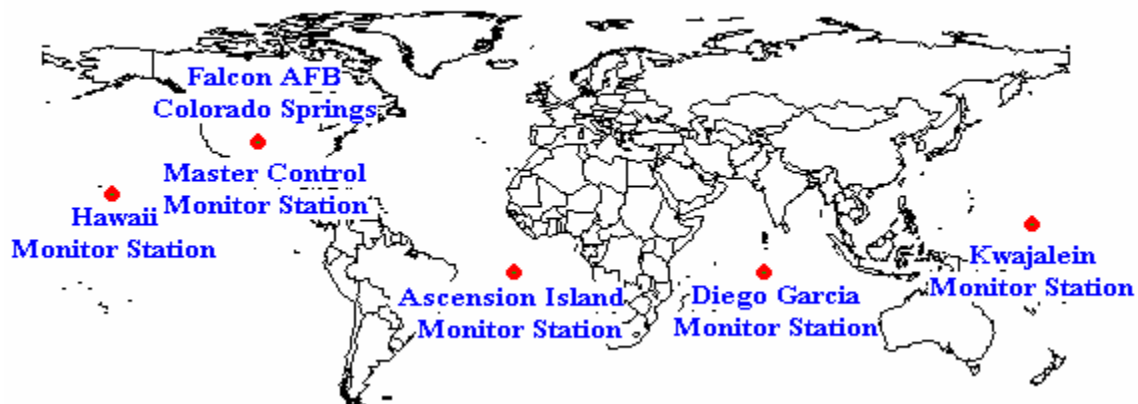 Falcon AFB
Colorado Springs
Master Control
Monitor Station
Hawaii
Monitor Station
Ascension Island
Monitor Station
Diego Garcia
Monitor Station
Kwajalein
Monitor Station